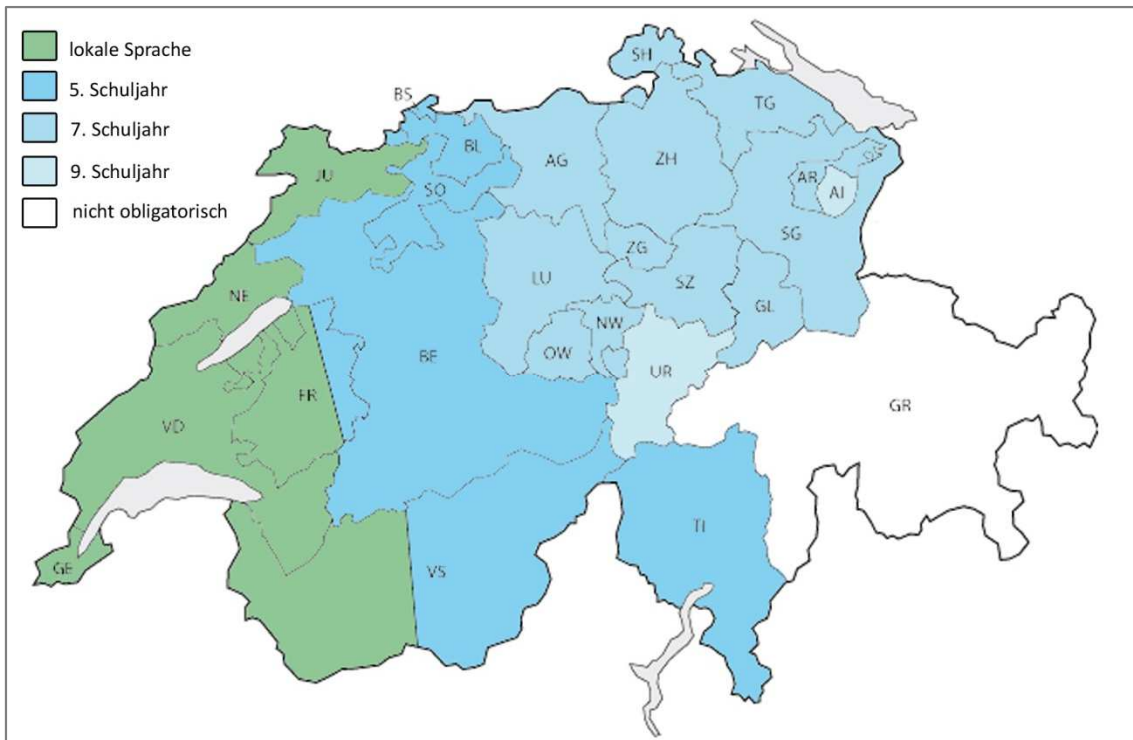 lokale Sprache
5. Schuljahr
7. Schuljahr
9. Schuljahr
nicht obligatorisch
SH
BS
TG
BL
AG
ZH
JU
SO
AR
AI
ZG
SG
LU
SZ
NE
NW
GL
BE
OW
UR
FR
GR
VD
TI
GE
VS